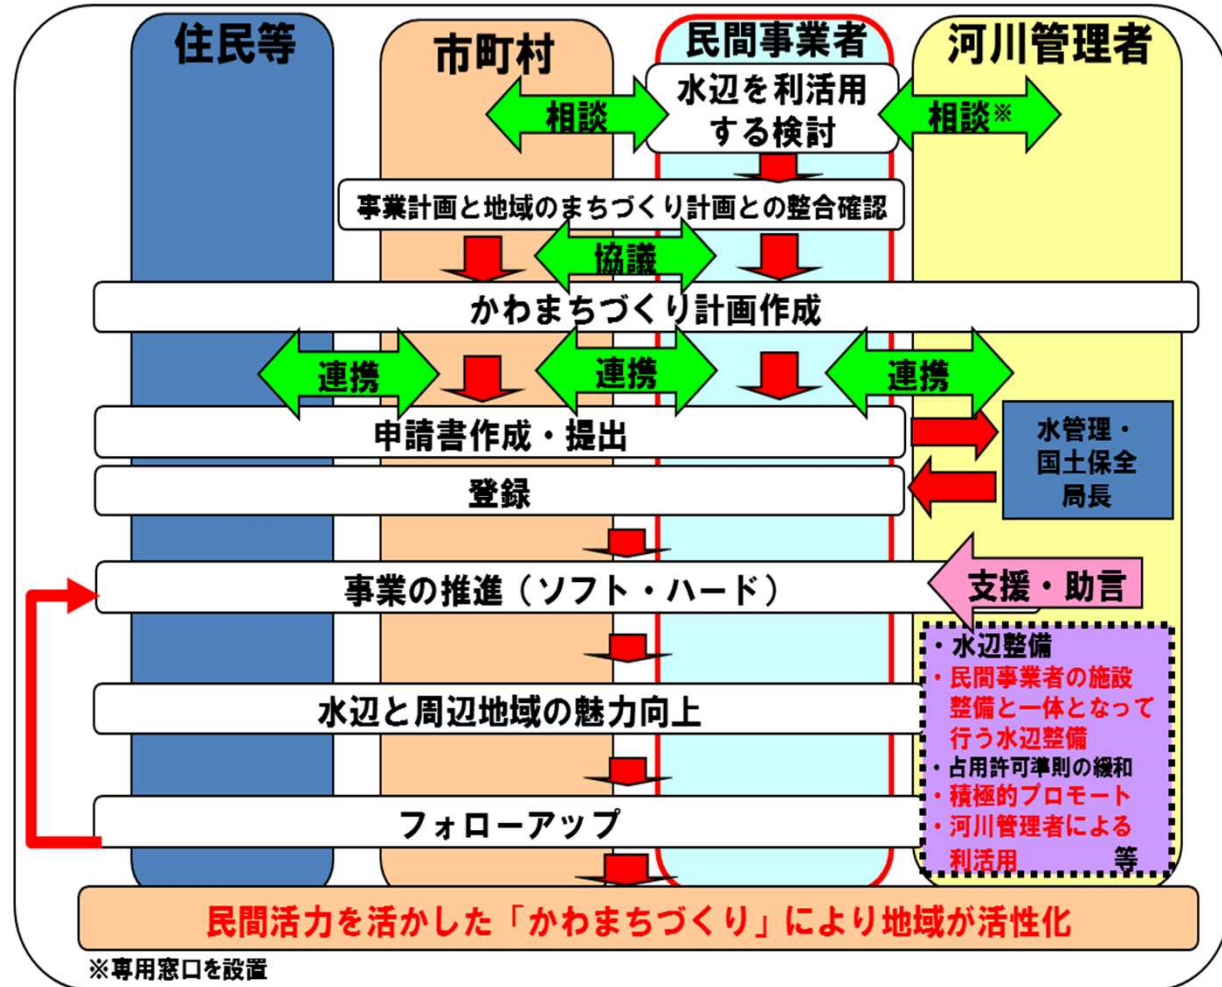 住民等
市町村
民間事業者
河川管理者
相談
水辺を利活用
する検討
相談※
事業計画と地域のまちづくり計画との整合確認
協議
かわまちづくり計画作成
連携
連携
連携
申請書作成・提出
水管理・
国土保全
局長
登録
事業の推進（ソフト・ハード）
支援・助言
・水辺整備
・民間事業者の施設
整備と一体となって
行う水辺整備
・占用許可準則の緩和
・積極的プロモート
・河川管理者による
利活用　等
水辺と周辺地域の魅力向上
フォローアップ
民間活力を活かした「かわまちづくり」により地域が活性化
※専用窓口を設置